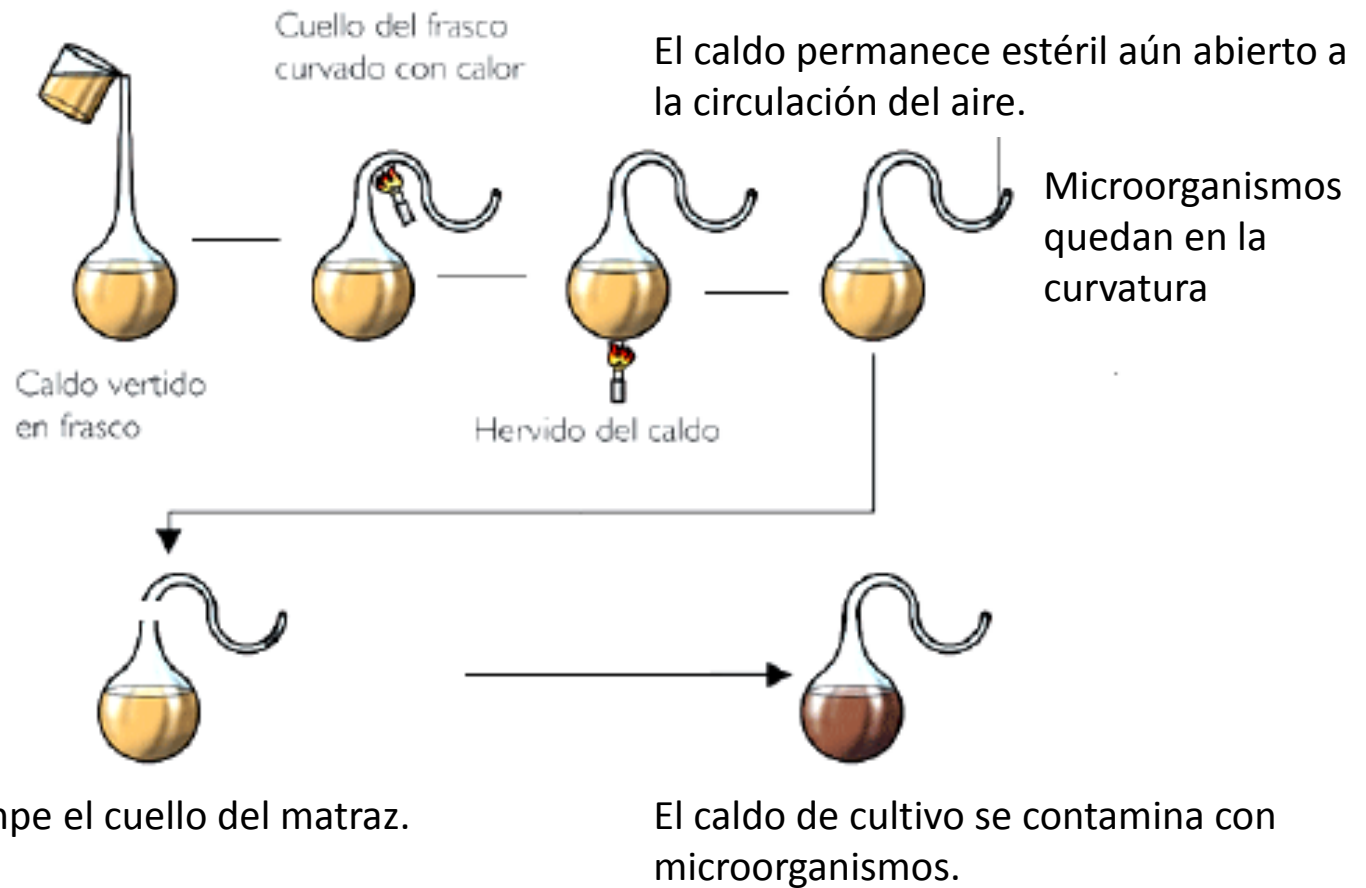 Cuello del frasco
curvado con calor
El caldo permanece estéril aún abierto a
la circulación del aire.
Microorganismos
quedan en la
curvatura
Caldo vertido
en frasco
Hervido del caldo
el cuello del matraz.
El caldo de cultivo se contamina con
microorganismos.